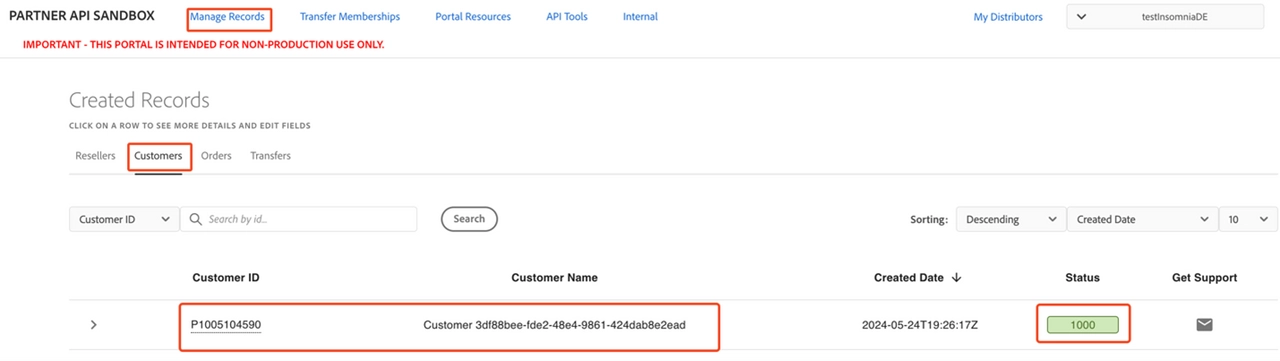 PARTNER API SANDBOX Manage Records Transfer Memberships Portal Resources API Tools Internal My Distributors testInsomniaDE
IMPORTANT - THIS PORTAL IS INTENDED FOR NON-PRODUCTION USE ONLY.
Created Records
CLICK ON A ROW TO SEE MORE DETAILS AND EDIT FIELDS
Resellers Customers Orders Transfers
Customer ID Search by id... Search Sorting: Descending Created Date 10
Customer ID Customer Name Created Date Status Get Support
P1005104590 Customer 3df88bee-fde2-48e4-9861-424dab8e2ead 2024-05-24T19:26:17Z 1000